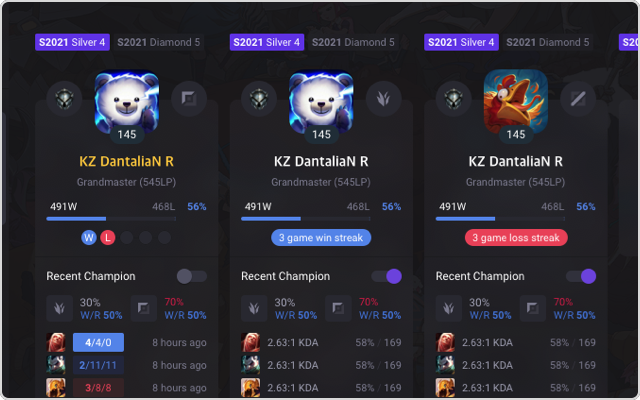 S2021 Silver 4 S2021 Diamond 5
145
KZ DantaliaN R
Grandmaster (545LP)
491W 468L 56%
W L
Recent Champion
30% 70%
W/R 50% W/R 50%
4/4/0 8 hours ago
2/11/11 8 hours ago
3/8/8 8 hours ago
S2021 Silver 4 S2021 Diamond 5
145
KZ DantaliaN R
Grandmaster (545LP)
491W 468L 56%
3 game win streak
Recent Champion
30% 70%
W/R 50% W/R 50%
2.63:1 KDA 58% / 169
2.63:1 KDA 58% / 169
2.63:1 KDA 58% / 169
S2021 Silver 4 S2021 Diamond 5
145
KZ DantaliaN R
Grandmaster (545LP)
491W 468L 56%
3 game loss streak
Recent Champion
30% 70%
W/R 50% W/R 50%
2.63:1 KDA 58% / 169
2.63:1 KDA 58% / 169
2.63:1 KDA 58% / 169